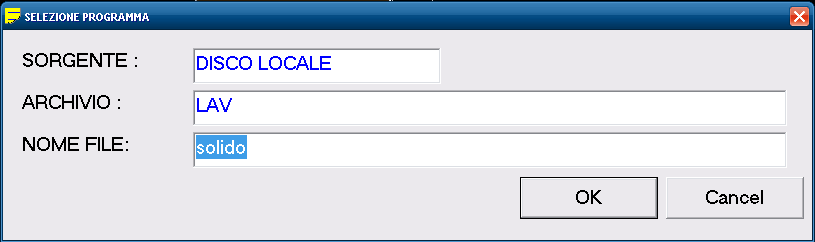 SELEZIONE PROGRAMMA
SORGENTE : DISCO LOCALE
ARCHIVIO : LAV
NOME FILE: solido
OK Cancel